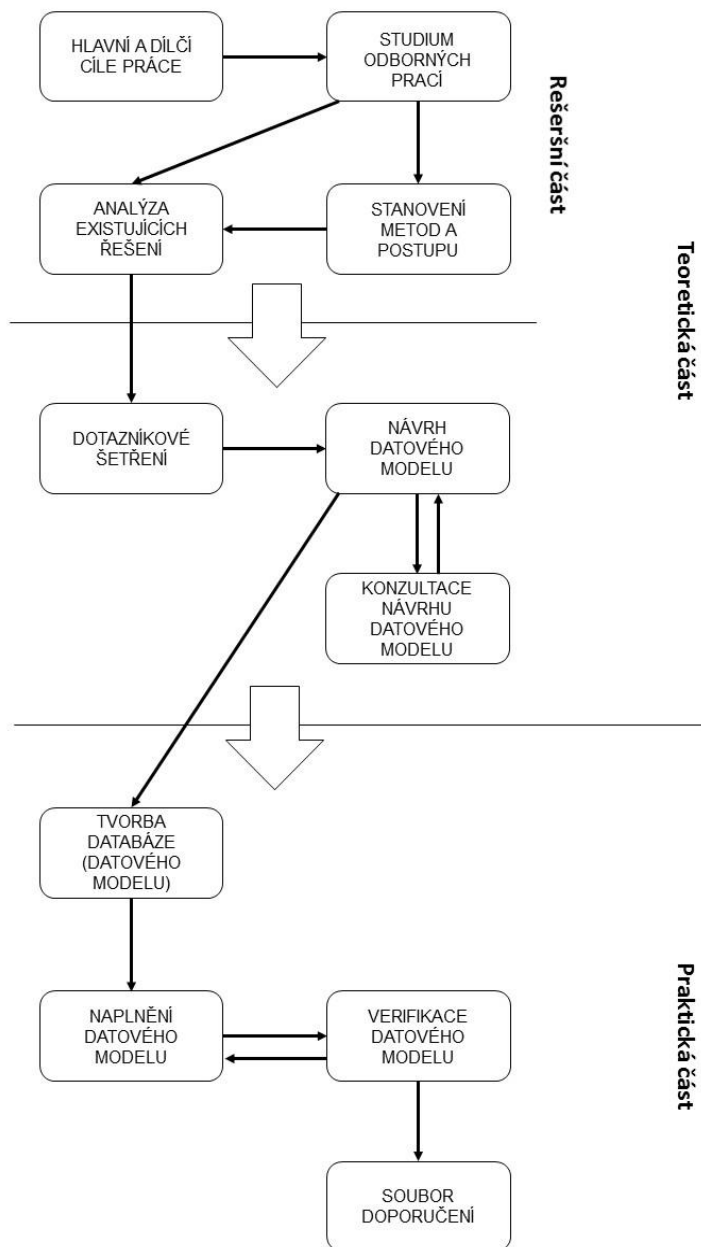 HLAVNÍ A DÍLČÍ
CÍLE PRÁCE
STUDIUM
ODBORNÝCH
PRACÍ
Rešeršní část
ANALÝZA
EXISTUJÍCÍCH
ŘEŠENÍ
STANOVENÍ
METOD A
POSTUPU
Teoretická část
DOTAZNÍKOVÉ
ŠETŘENÍ
NÁVRH
DATOVÉHO
MODELU
KONZULTACE
NÁVRHU
DATOVÉHO
MODELU
TVORBA
DATABÁZE
(DATOVÉHO
MODELU)
NAPLNĚNÍ
DATOVÉHO
MODELU
VERIFIKACE
DATOVÉHO
MODELU
Praktická část
SOUBOR
DOPORUČENÍ